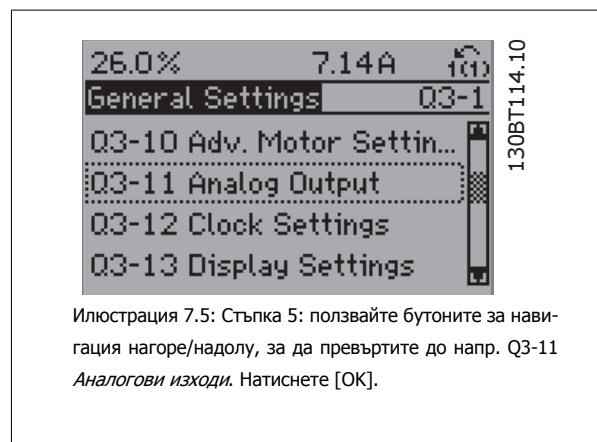 26.0% 7.14A 1(1)
General Settings Q3-1
Q3-10 Adv. Motor Settin...
Q3-11 Analog Output
Q3-12 Clock Settings
Q3-13 Display Settings
130BT114.10
Илюстрация 7.5: Стъпка 5: ползвайте бутоните за нави-
гация нагоре/надолу, за да превъртите до напр. Q3-11
Аналогови изходи. Натиснете [OK].